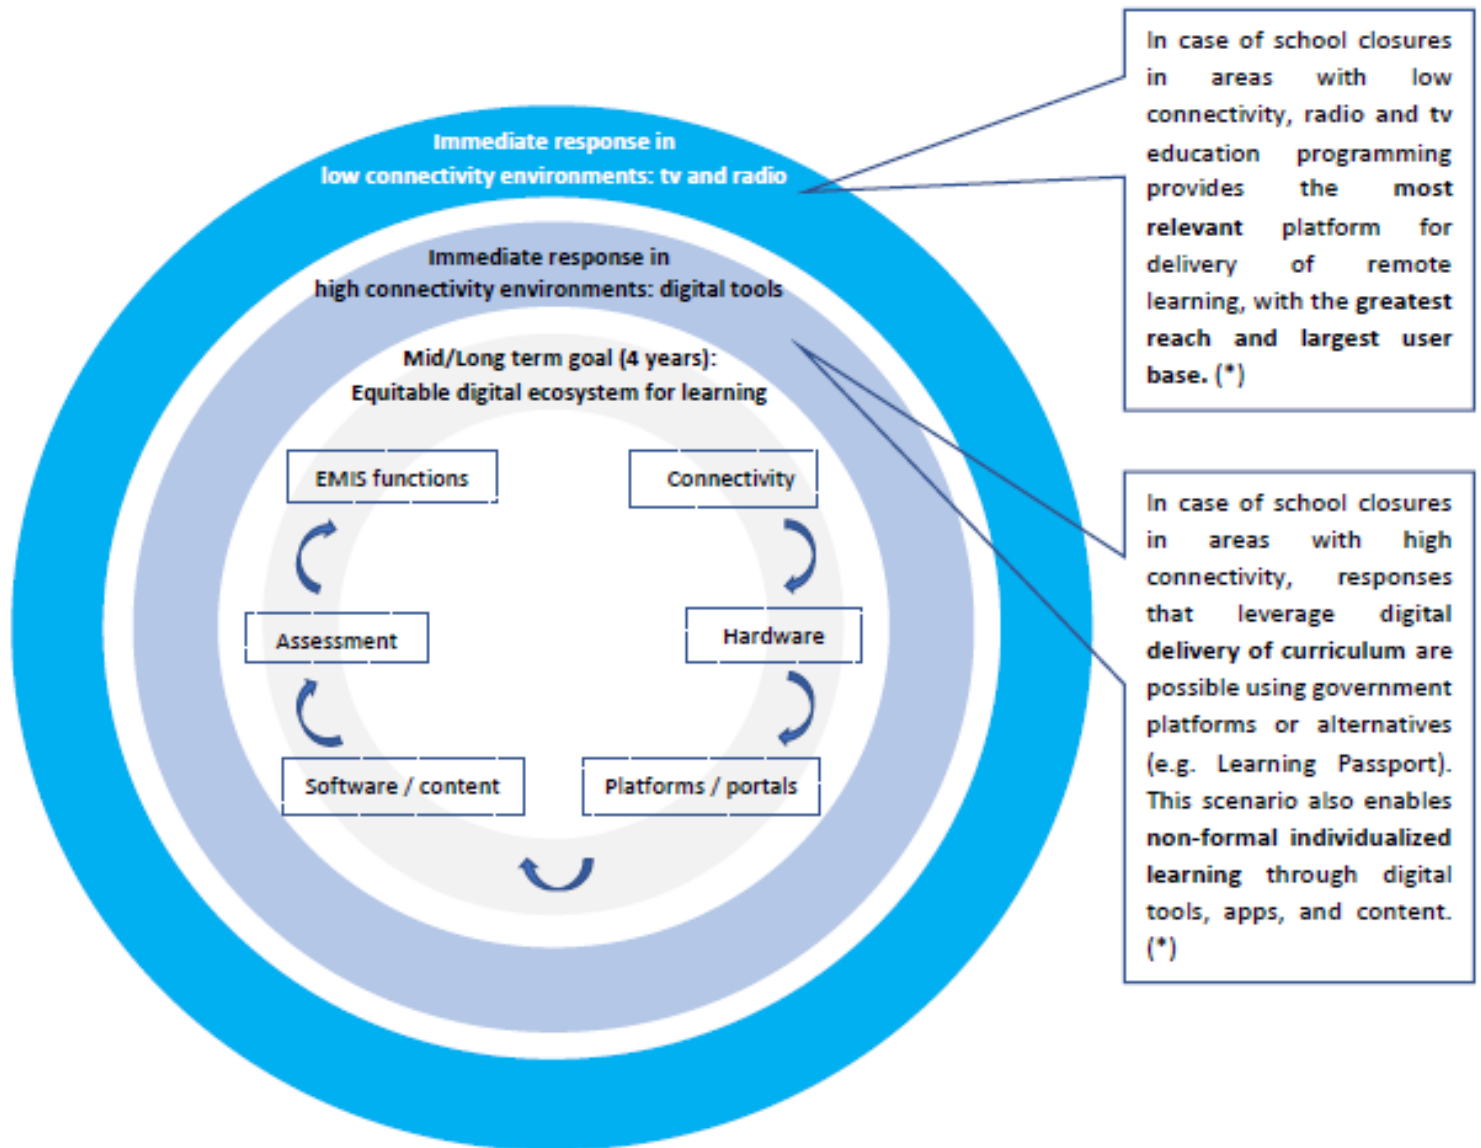 Immediate response in
low connectivity environments: tv and radio
Immediate response in
high connectivity environments: digital tools
Mid/Long term goal (4 years):
Equitable digital ecosystem for learning
EMIS functions
Connectivity
Assessment
Hardware
Software / content
Platforms / portals
In case of school closures
in areas with low
connectivity, radio and tv
education programming
provides the most
relevant platform for
delivery of remote
learning, with the greatest
reach and largest user
base. (*)
In case of school closures
in areas with high
connectivity, responses
that leverage digital
delivery of curriculum are
possible using government
platforms or alternatives
(e.g. Learning Passport).
This scenario also enables
non-formal individualized
learning through digital
tools, apps, and content.
(*)